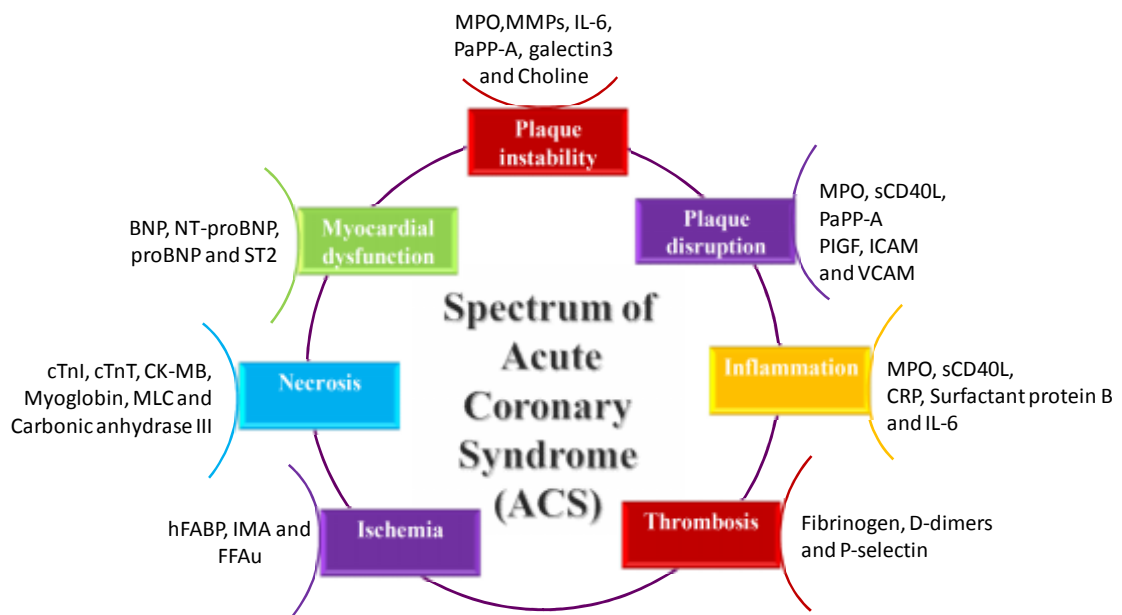 MPO,MMPs, IL-6,
PaPP-A, galectin3
and Choline
Plaque
instability
MPO, sCD40L,
PaPP-A
PIGF, ICAM
and VCAM
Plaque
disruption
BNP, NT-proBNP,
proBNP and ST2
Myocardial
dysfunction
Spectrum of
Acute
Coronary
Syndrome
(ACS)
Inflammation
MPO, sCD40L,
CRP, Surfactant protein B
and IL-6
cTnI, cTnT, CK-MB,
Myoglobin, MLC and
Carbonic anhydrase III
Necrosis
Thrombosis
Fibrinogen, D-dimers
and P-selectin
hFABP, IMA and
FFAu
Ischemia